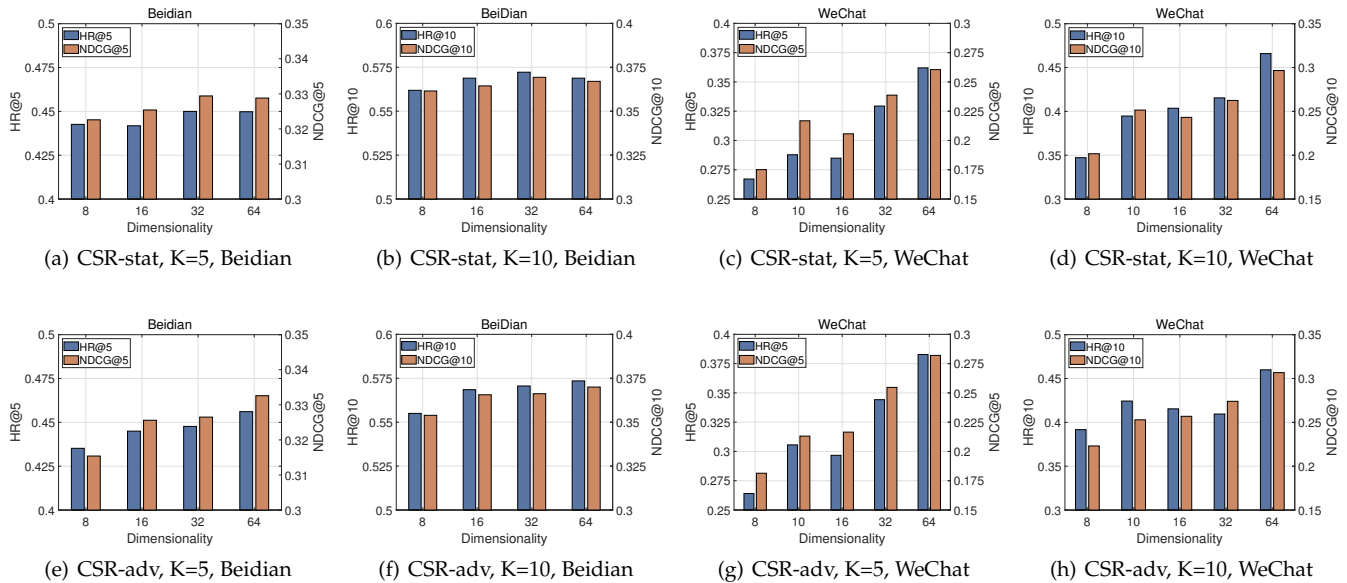 Beidian
HR@5
NDCG@5
0.5
0.475
0.45
0.425
0.4
0.35
0.34
0.33
0.32
0.31
0.3
HR@5
NDCG@5
8 16 32 64
Dimensionality
(a) CSR-stat, K=5, Beidian
BeiDian
HR@10
NDCG@10
0.6
0.575
0.55
0.525
0.5
0.4
0.375
0.35
0.325
0.3
HR@10
NDCG@10
8 16 32 64
Dimensionality
(b) CSR-stat, K=10, Beidian
WeChat
HR@5
NDCG@5
0.4
0.375
0.35
0.325
0.3
0.275
0.25
0.3
0.275
0.25
0.225
0.2
0.175
0.15
HR@5
NDCG@5
8 10 16 32 64
Dimensionality
(c) CSR-stat, K=5, WeChat
WeChat
HR@10
NDCG@10
0.5
0.45
0.4
0.35
0.3
0.35
0.3
0.25
0.2
0.15
HR@10
NDCG@10
8 10 16 32 64
Dimensionality
(d) CSR-stat, K=10, WeChat
Beidian
HR@5
NDCG@5
0.5
0.475
0.45
0.425
0.4
0.35
0.34
0.33
0.32
0.31
0.3
HR@5
NDCG@5
8 16 32 64
Dimensionality
(e) CSR-adv, K=5, Beidian
BeiDian
HR@10
NDCG@10
0.6
0.575
0.55
0.525
0.5
0.4
0.375
0.35
0.325
0.3
HR@10
NDCG@10
8 16 32 64
Dimensionality
(f) CSR-adv, K=10, Beidian
WeChat
HR@5
NDCG@5
0.4
0.375
0.35
0.325
0.3
0.275
0.25
0.3
0.275
0.25
0.225
0.2
0.175
0.15
HR@5
NDCG@5
8 10 16 32 64
Dimensionality
(g) CSR-adv, K=5, WeChat
WeChat
HR@10
NDCG@10
0.5
0.45
0.4
0.35
0.3
0.35
0.3
0.25
0.2
0.15
HR@10
NDCG@10
8 10 16 32 64
Dimensionality
(h) CSR-adv, K=10, WeChat